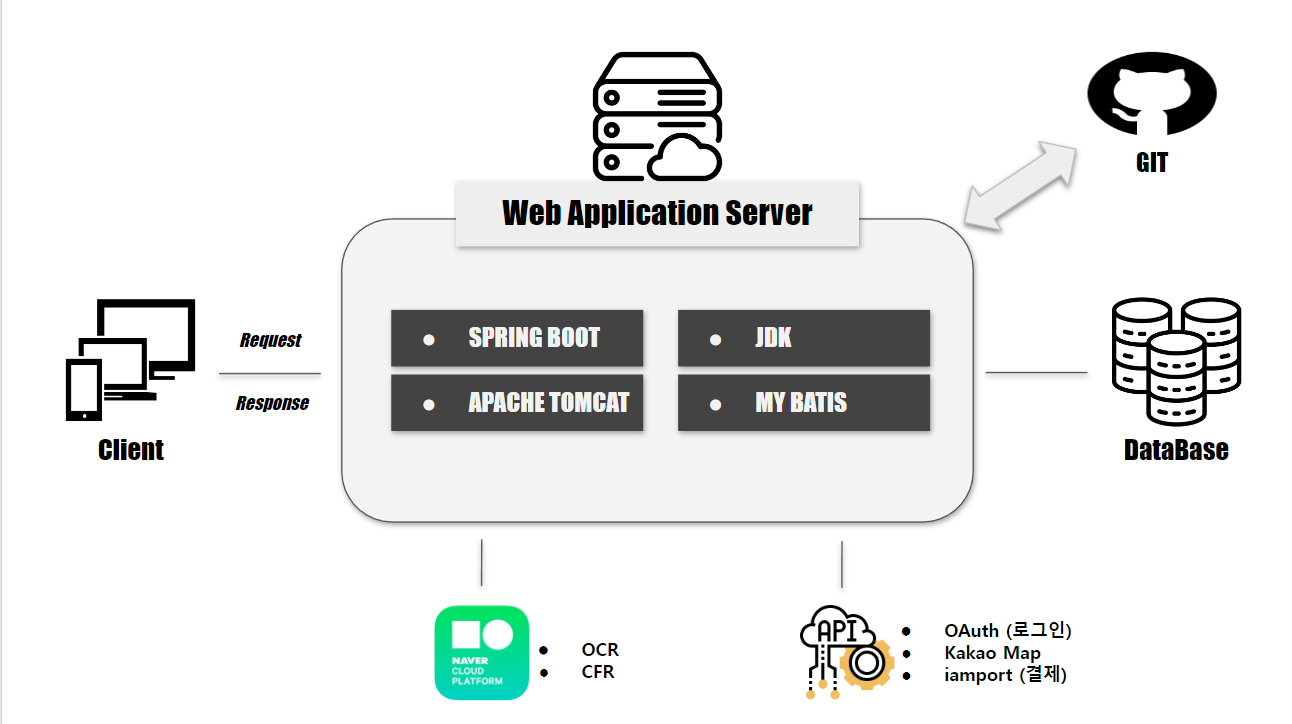 GIT
Web Application Server
Request
Response
Client
● SPRING BOOT
● APACHE TOMCAT
● JDK
● MY BATIS
DataBase
NAVER
CLOUD
PLATFORM
● OCR
● CFR
API
● OAuth (로그인)
● Kakao Map
● iamport (결제)